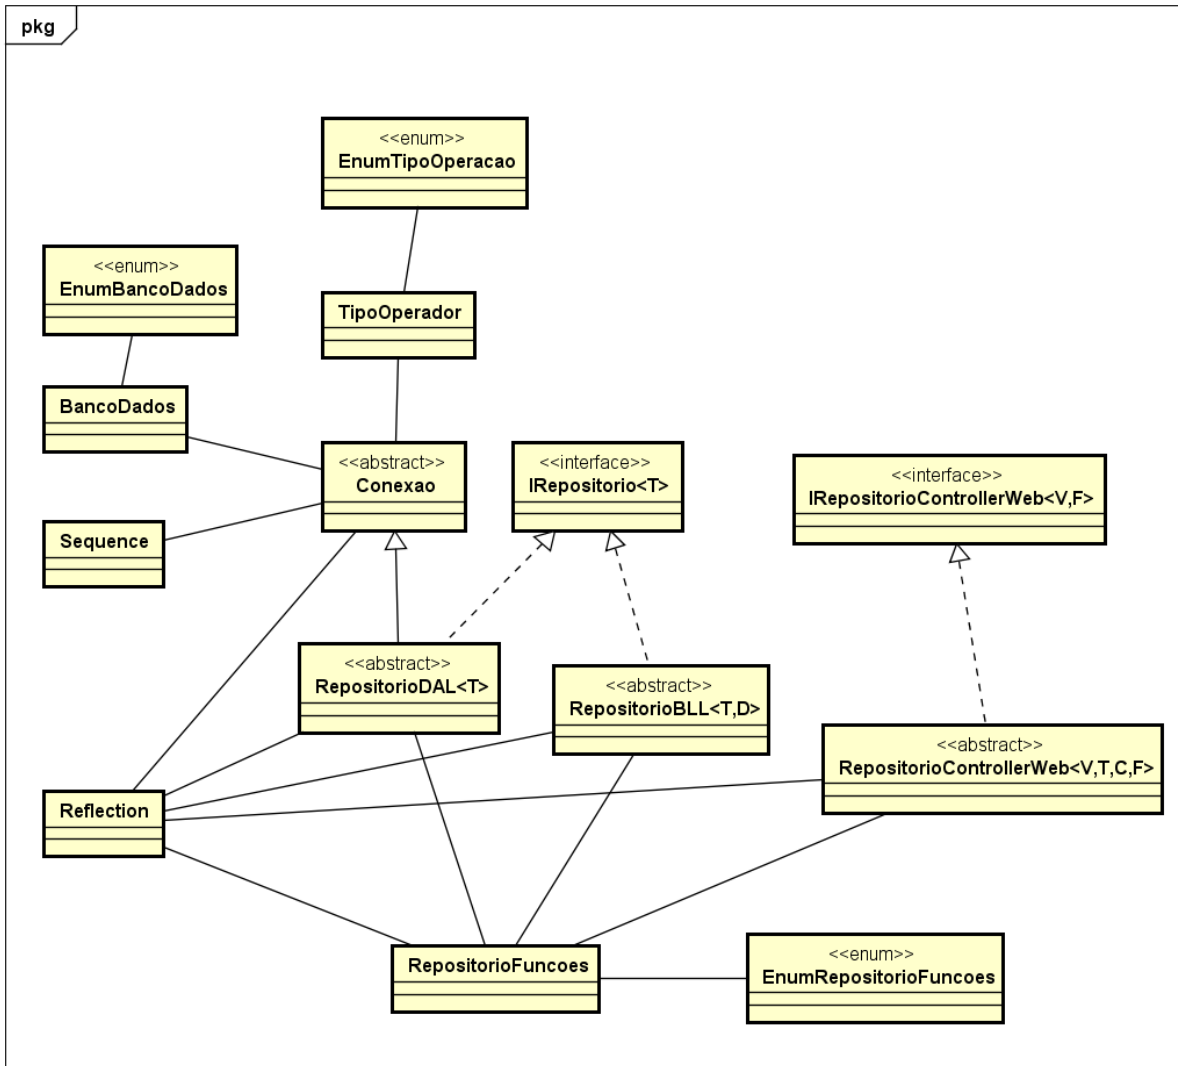 pkg
<<enum>>
EnumTipoOperacao
<<enum>>
EnumBancoDados
TipoOperador
BancoDados
<<abstract>>
Conexao
<<interface>>
IRepositorio<T>
<<interface>>
IRepositorioControllerWeb<V,F>
Sequence
<<abstract>>
RepositorioDAL<T>
<<abstract>>
RepositorioBLL<T,D>
<<abstract>>
RepositorioControllerWeb<V,T,C,F>
Reflection
RepositorioFuncoes
<<enum>>
EnumRepositorioFuncoes